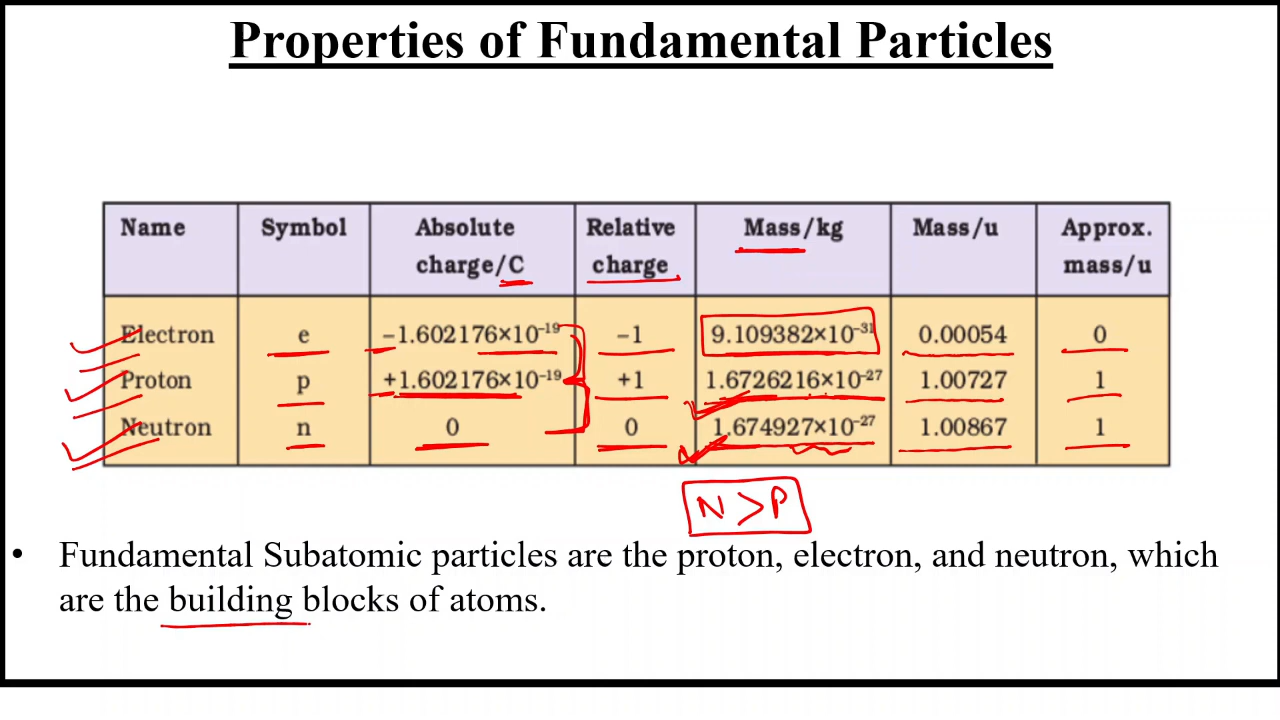 Properties of Fundamental Particles
Name Symbol Absolute charge/C Relative charge Mass/kg Mass/u Approx. mass/u
Electron e −1.602176×10⁻¹⁹ −1 9.109382×10⁻³¹ 0.00054 0
Proton p +1.602176×10⁻¹⁹ +1 1.6726216×10⁻²⁷ 1.00727 1
Neutron n 0 0 1.674927×10⁻²⁷ 1.00867 1
N > P
• Fundamental Subatomic particles are the proton, electron, and neutron, which
are the building blocks of atoms.